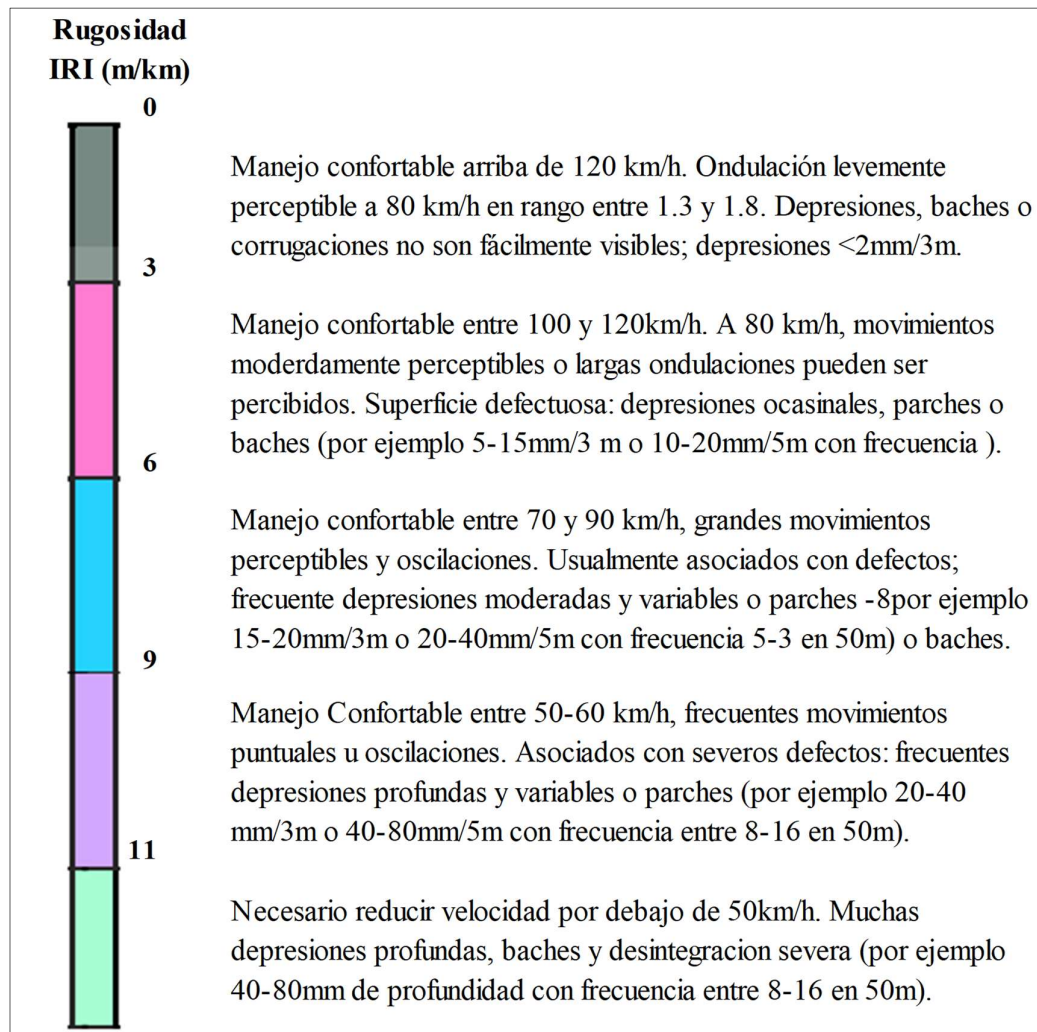 Rugosidad
IRI (m/km)
0
Manejo confortable arriba de 120 km/h. Ondulación levemente
perceptible a 80 km/h en rango entre 1.3 y 1.8. Depresiones, baches o
corrugaciones no son fácilmente visibles; depresiones <2mm/3m.
3
Manejo confortable entre 100 y 120km/h. A 80 km/h, movimientos
moderdamente perceptibles o largas ondulaciones pueden ser
percibidos. Superficie defectuosa: depresiones ocasinales, parches o
baches (por ejemplo 5-15mm/3 m o 10-20mm/5m con frecuencia ).
6
Manejo confortable entre 70 y 90 km/h, grandes movimientos
perceptibles y oscilaciones. Usualmente asociados con defectos;
frecuente depresiones moderadas y variables o parches -8por ejemplo
15-20mm/3m o 20-40mm/5m con frecuencia 5-3 en 50m) o baches.
9
Manejo Confortable entre 50-60 km/h, frecuentes movimientos
puntuales u oscilaciones. Asociados con severos defectos: frecuentes
depresiones profundas y variables o parches (por ejemplo 20-40
mm/3m o 40-80mm/5m con frecuencia entre 8-16 en 50m).
11
Necesario reducir velocidad por debajo de 50km/h. Muchas
depresiones profundas, baches y desintegracion severa (por ejemplo
40-80mm de profundidad con frecuencia entre 8-16 en 50m).